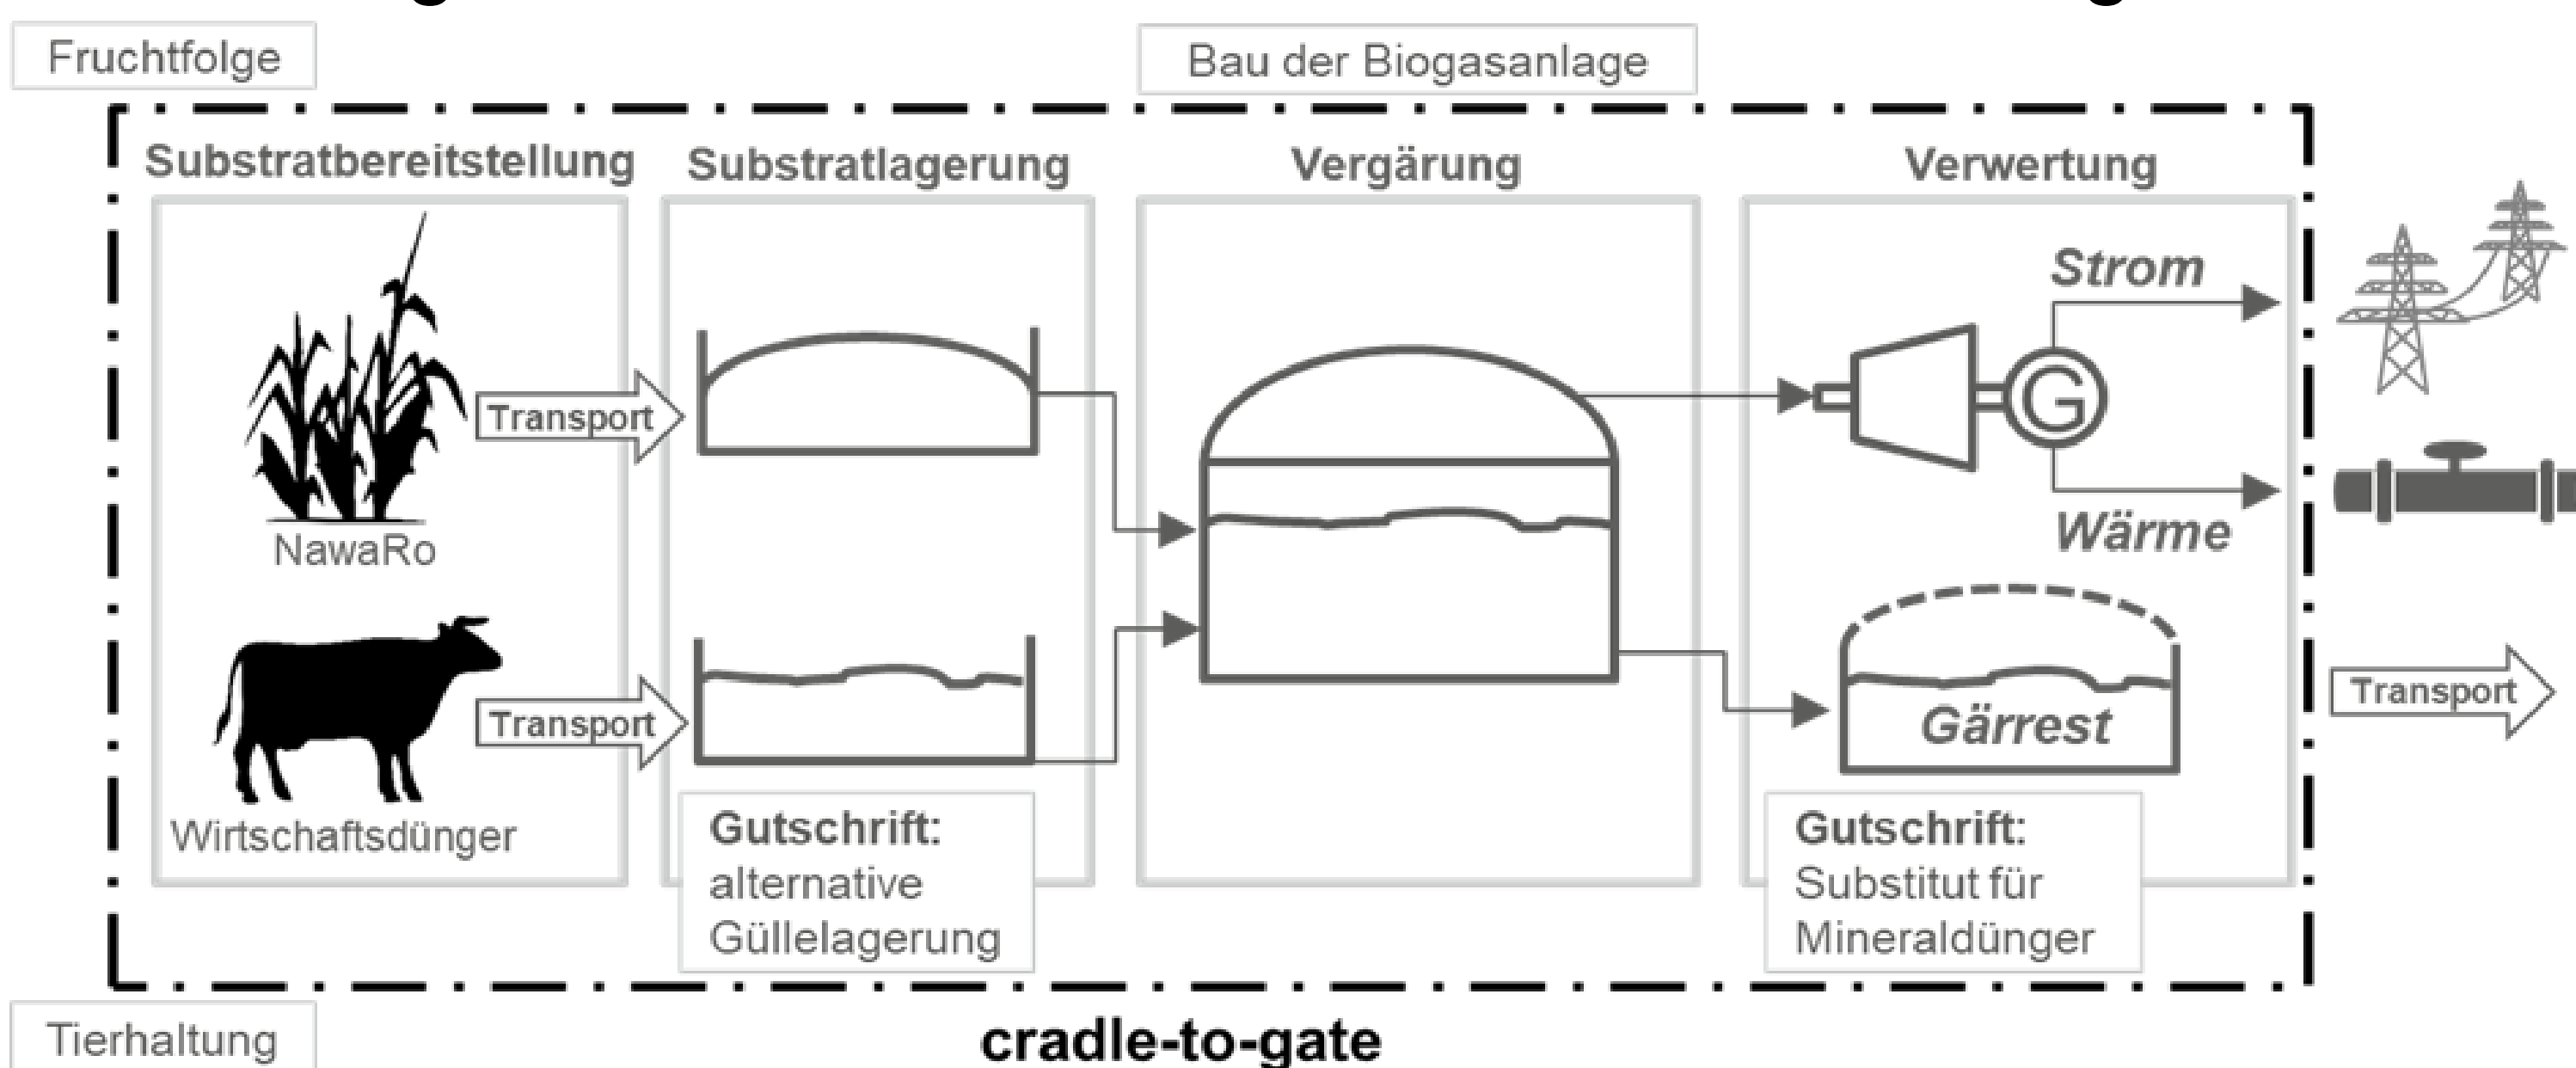 Fruchtfolge
Bau der Biogasanlage
Substratbereitstellung
Substratlagerung
Vergärung
Verwertung
Strom
G
Transport
Wärme
NawaRo
Transport
Transport
Gärrest
Wirtschaftsdünger
Gutschrift:
alternative
Güllelagerung
Gutschrift:
Substitut für
Mineraldünger
Tierhaltung
cradle-to-gate